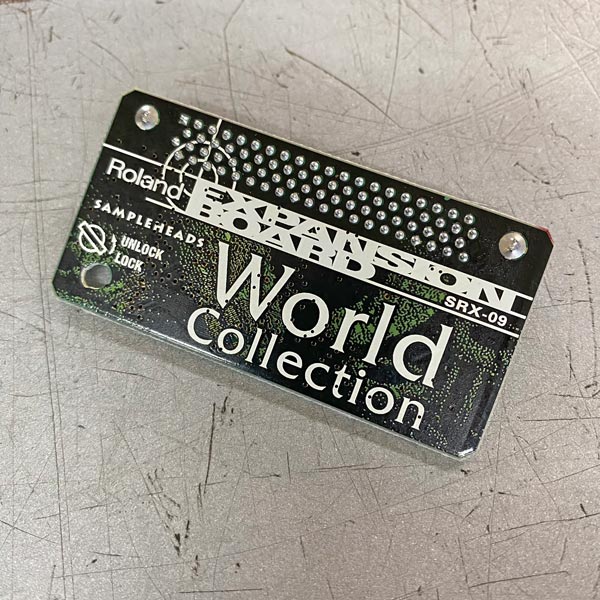 Roland
EXPANSION
BOARD
SRX-09
SAMPLEHEADS
UNLOCK
LOCK
World
Collection